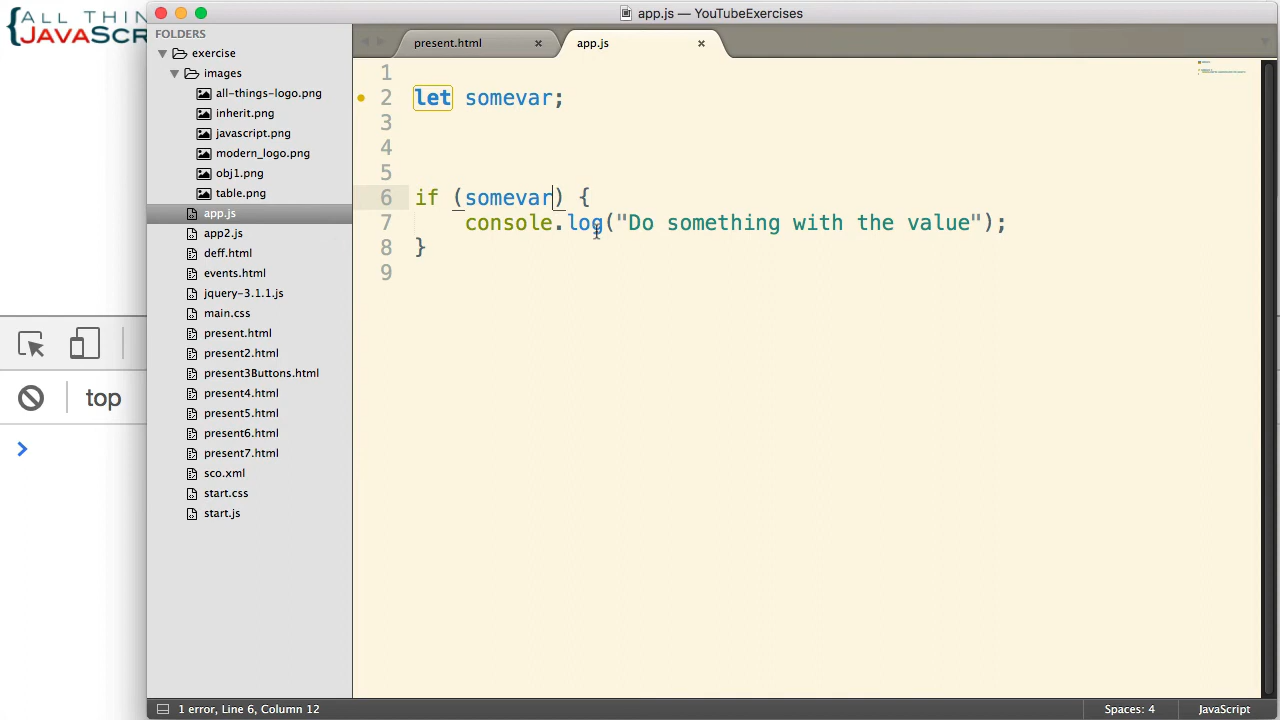 {ALL THIN
JAVASCR
app.js — YouTubeExercises
FOLDERS
exercise
images
all-things-logo.png
inherit.png
javascript.png
modern_logo.png
obj1.png
table.png
app.js
app2.js
deff.html
events.html
jquery-3.1.1.js
main.css
present.html
present2.html
present3Buttons.html
present4.html
present5.html
present6.html
present7.html
sco.xml
start.css
start.js
top
present.html
app.js
1
2 let somevar;
3
4
5
6 if (somevar) {
7 console.log("Do something with the value");
8 }
9
1 error, Line 6, Column 12
Spaces: 4
JavaScript